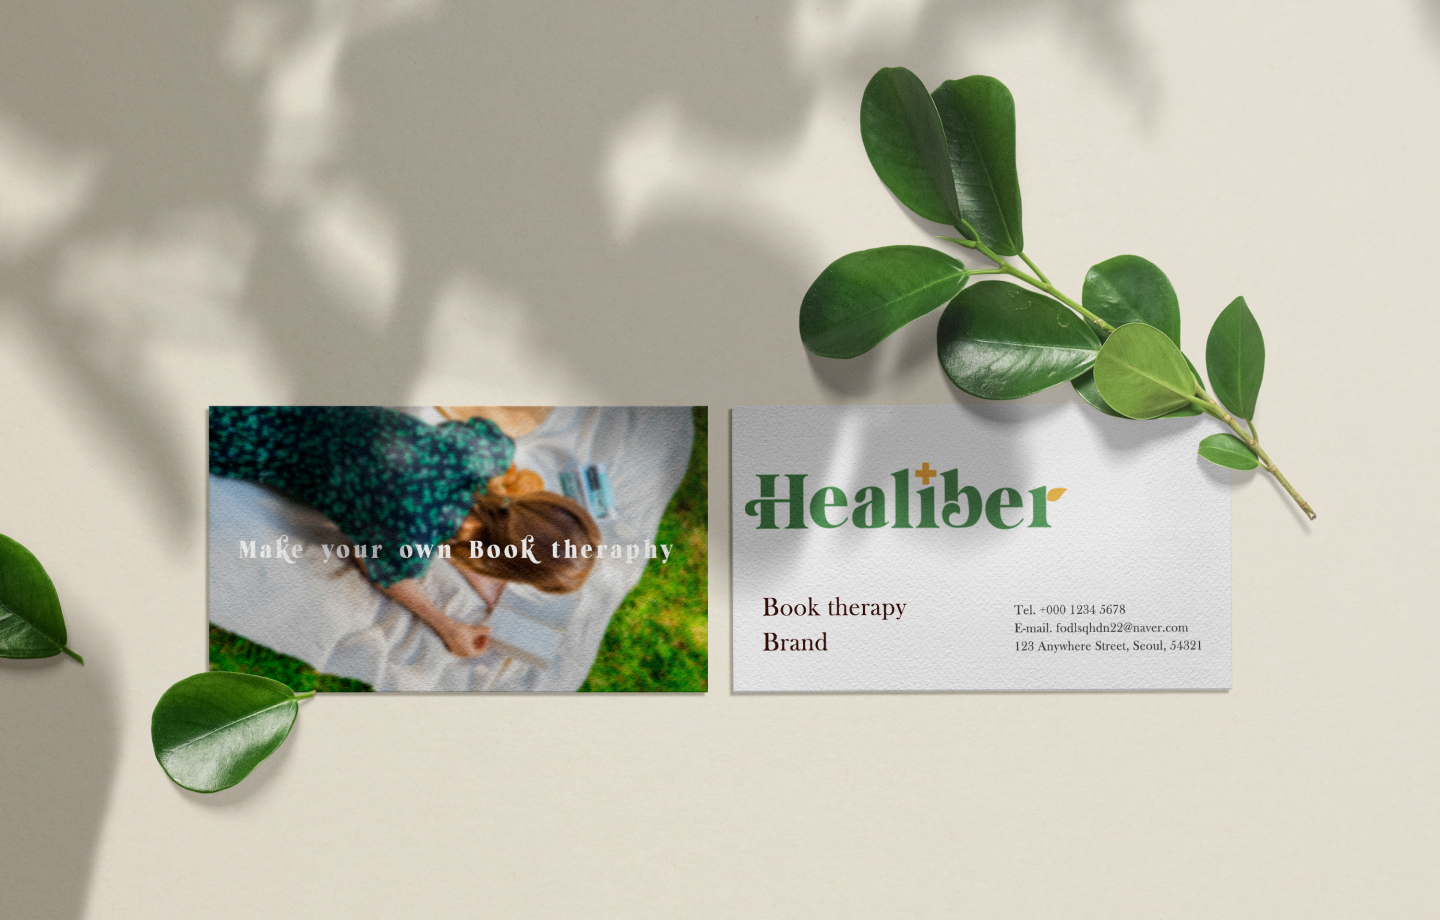 Make your own Book theraphy
Healiber
Book therapy
Brand
Tel. +000 1234 5678
E-mail. fodlsqhdn22@naver.com
123 Anywhere Street, Seoul, 54321